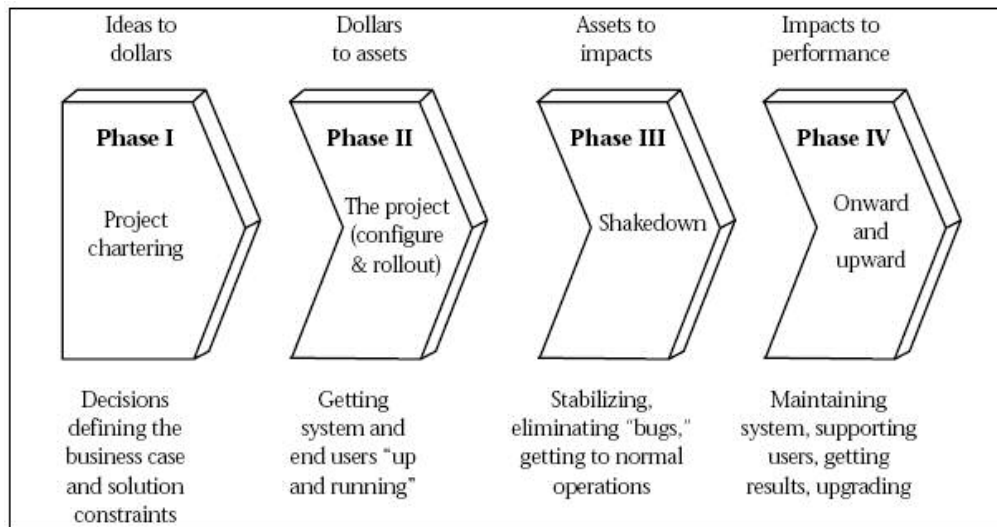 Ideas to
dollars
Dollars
to assets
Assets to
impacts
Impacts to
performance
Phase I
Project
chartering
Phase II
The project
(configure
& rollout)
Phase III
Shakedown
Phase IV
Onward
and
upward
Decisions
defining the
business case
and solution
constraints
Getting
system and
end users “up
and running”
Stabilizing,
eliminating “bugs,”
getting to normal
operations
Maintaining
system, supporting
users, getting
results, upgrading